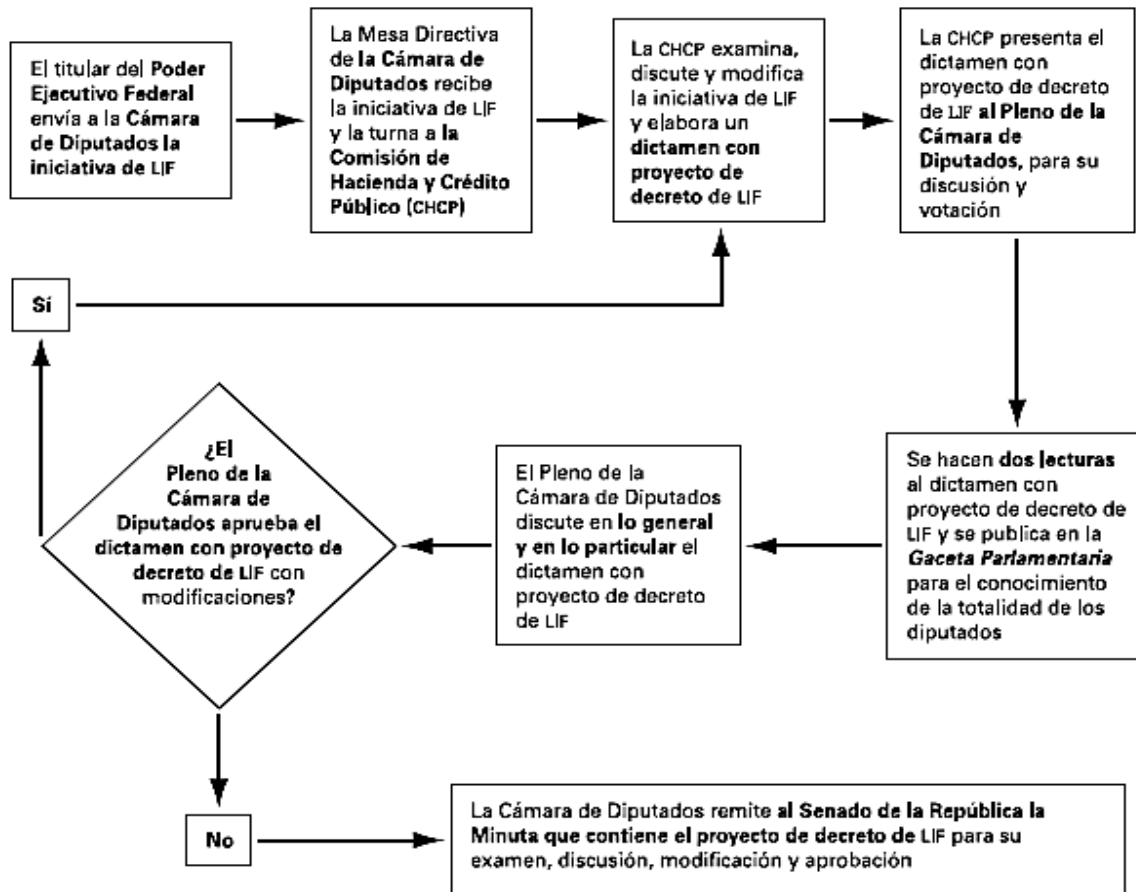 El titular del Poder
Ejecutivo Federal
envía a la Cámara
de Diputados la
iniciativa de LIF
La Mesa Directiva
de la Cámara de
Diputados recibe
la iniciativa de LIF
y la turna a la
Comisión de
Hacienda y Crédito
Público (CHCP)
La CHCP examina,
discute y modifica
la iniciativa de LIF
y elabora un
dictamen con
proyecto de
decreto de LIF
La CHCP presenta el
dictamen con
proyecto de decreto
de LIF al Pleno de la
Cámara de
Diputados, para su
discusión y
votación
Se hacen dos lecturas
al dictamen con
proyecto de decreto de
LIF y se publica en la
Gaceta Parlamentaria
para el conocimiento
de la totalidad de los
diputados
El Pleno de la
Cámara de Diputados
discute en lo general
y en lo particular el
dictamen con
proyecto de decreto
de LIF
¿El
Pleno de la
Cámara de
Diputados aprueba el
dictamen con proyecto de
decreto de LIF con
modificaciones?
Sí
No
La Cámara de Diputados remite al Senado de la República la
Minuta que contiene el proyecto de decreto de LIF para su
examen, discusión, modificación y aprobación